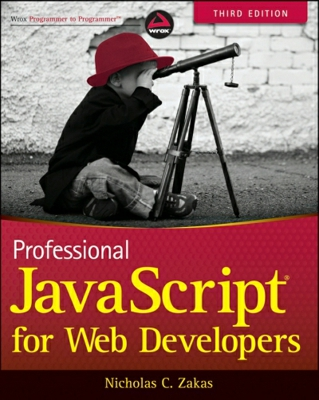 Wrox Programmer to Programmer™
THIRD EDITION
wrox
Professional
JavaScript®
for Web Developers
Nicholas C. Zakas